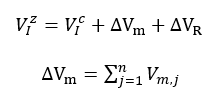 V_I^z = V_I^c + ΔV_m + ΔV_R
ΔV_m = ∑_{j=1}^n V_{m,j}